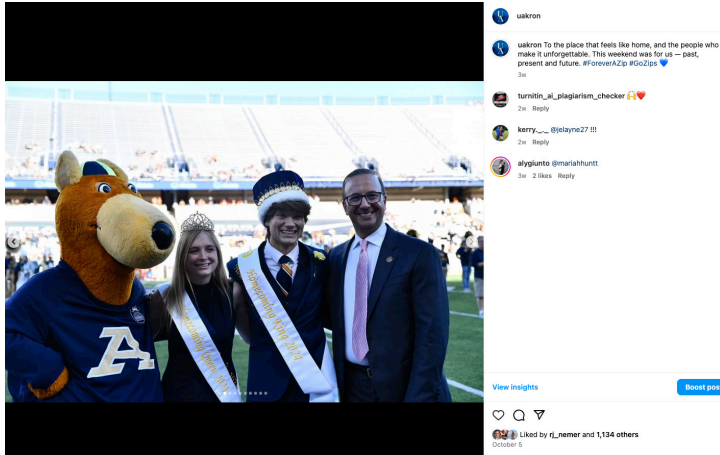 uakron
uakron To the place that feels like home, and the people who
make it unforgettable. This weekend was for us — past,
present and future. #ForeverAZip #GoZips 💙
3w
turnitin_ai_plagiarism_checker 🙌❤️
2w Reply
kerry._._ @jelayne27 !!!
2w Reply
alygiunto @mariahhuntt
3w 2 likes Reply
A
Homecoming Queen
Homecoming King 2024
View insights
Boost pos
Liked by rj_nemer and 1,134 others
October 5